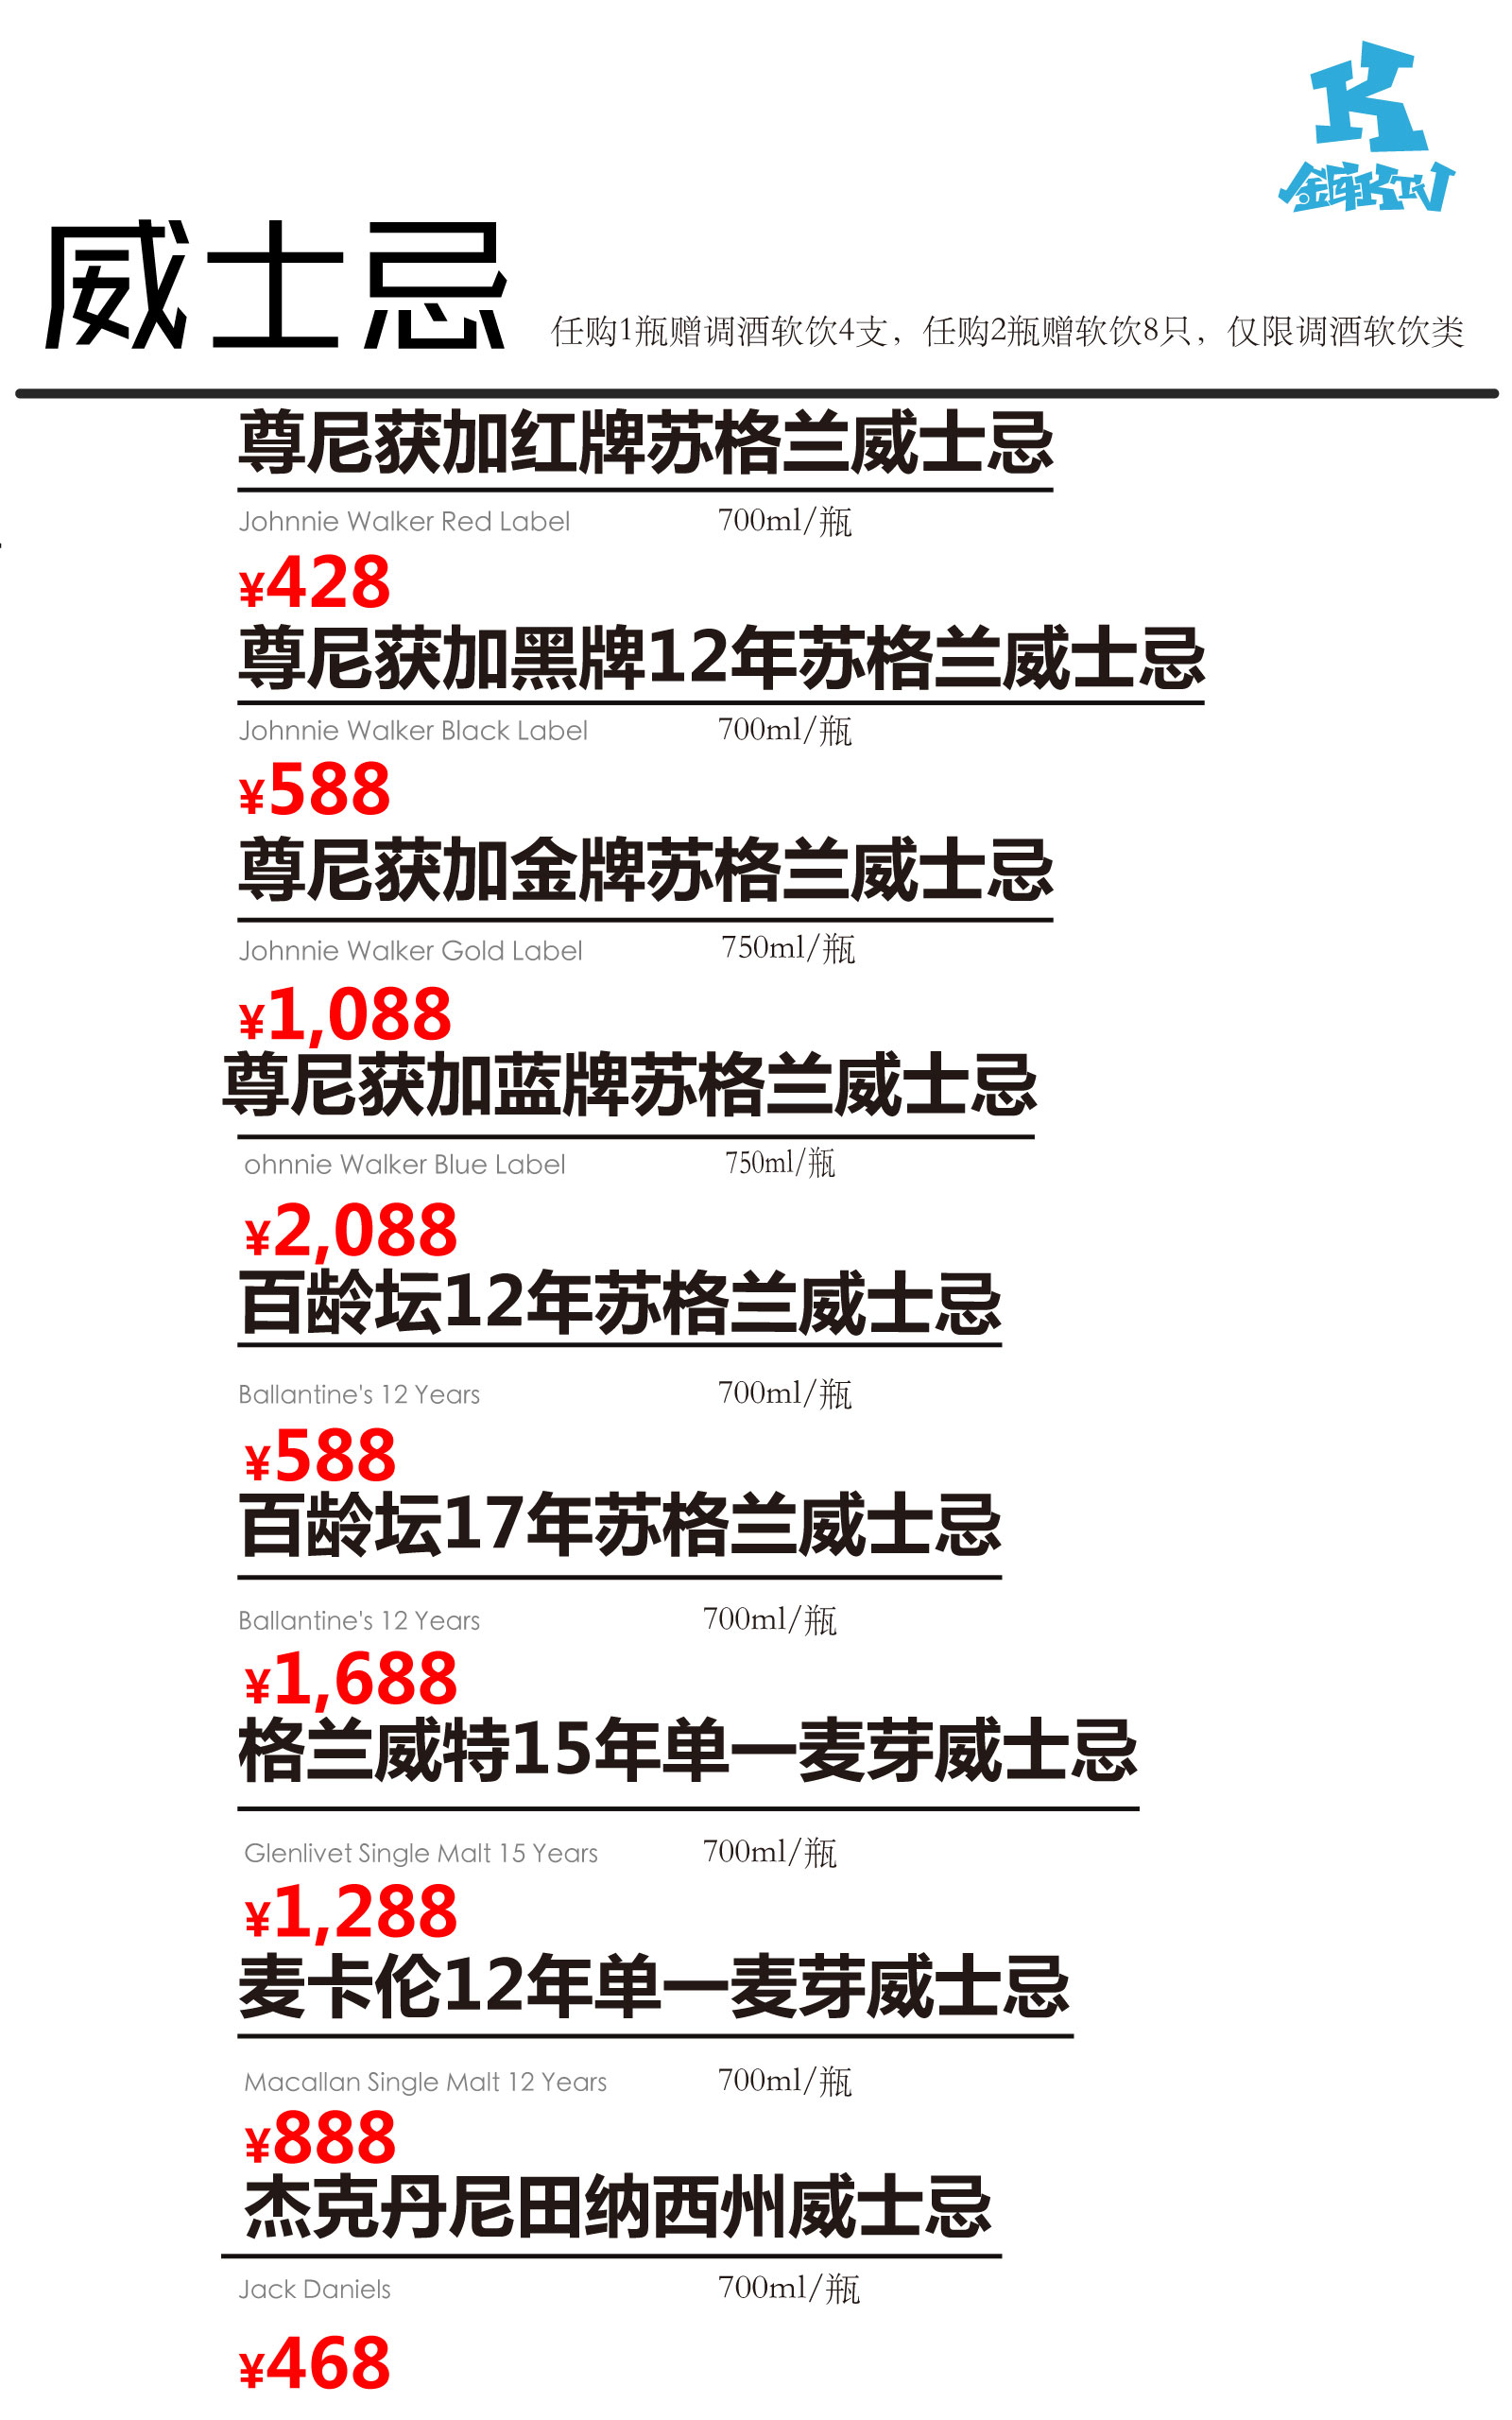 K
金库KTV
威士忌
任购1瓶赠调酒软饮4支，任购2瓶赠软饮8只，仅限调酒软饮类
尊尼获加红牌苏格兰威士忌
Johnnie Walker Red Label 700ml/瓶
¥428
尊尼获加黑牌12年苏格兰威士忌
Johnnie Walker Black Label 700ml/瓶
¥588
尊尼获加金牌苏格兰威士忌
Johnnie Walker Gold Label 750ml/瓶
¥1,088
尊尼获加蓝牌苏格兰威士忌
ohnnie Walker Blue Label 750ml/瓶
¥2,088
百龄坛12年苏格兰威士忌
Ballantine's 12 Years 700ml/瓶
¥588
百龄坛17年苏格兰威士忌
Ballantine's 12 Years 700ml/瓶
¥1,688
格兰威特15年单一麦芽威士忌
Glenlivet Single Malt 15 Years 700ml/瓶
¥1,288
麦卡伦12年单一麦芽威士忌
Macallan Single Malt 12 Years 700ml/瓶
¥888
杰克丹尼田纳西州威士忌
Jack Daniels 700ml/瓶
¥468